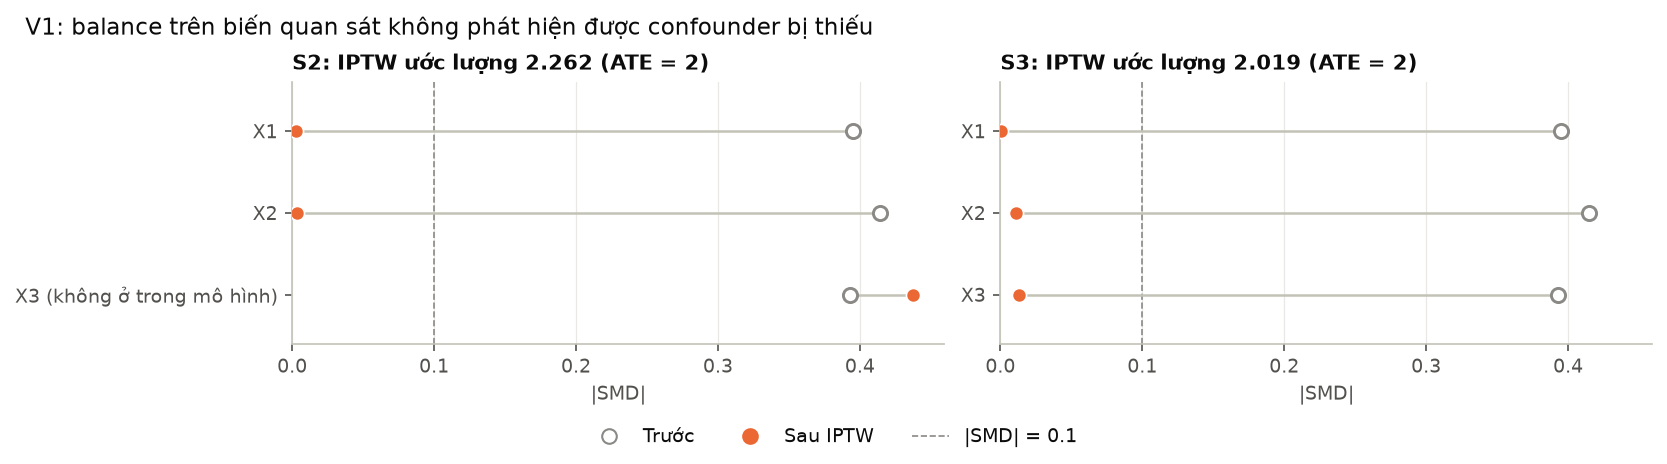 V1: balance trên biến quan sát không phát hiện được confounder bị thiếu
S2: IPTW ước lượng 2.262 (ATE = 2)
X1
X2
X3 (không ở trong mô hình)
0.0 0.1 0.2 0.3 0.4
|SMD|
S3: IPTW ước lượng 2.019 (ATE = 2)
X1
X2
X3
0.0 0.1 0.2 0.3 0.4
|SMD|
Trước Sau IPTW |SMD| = 0.1